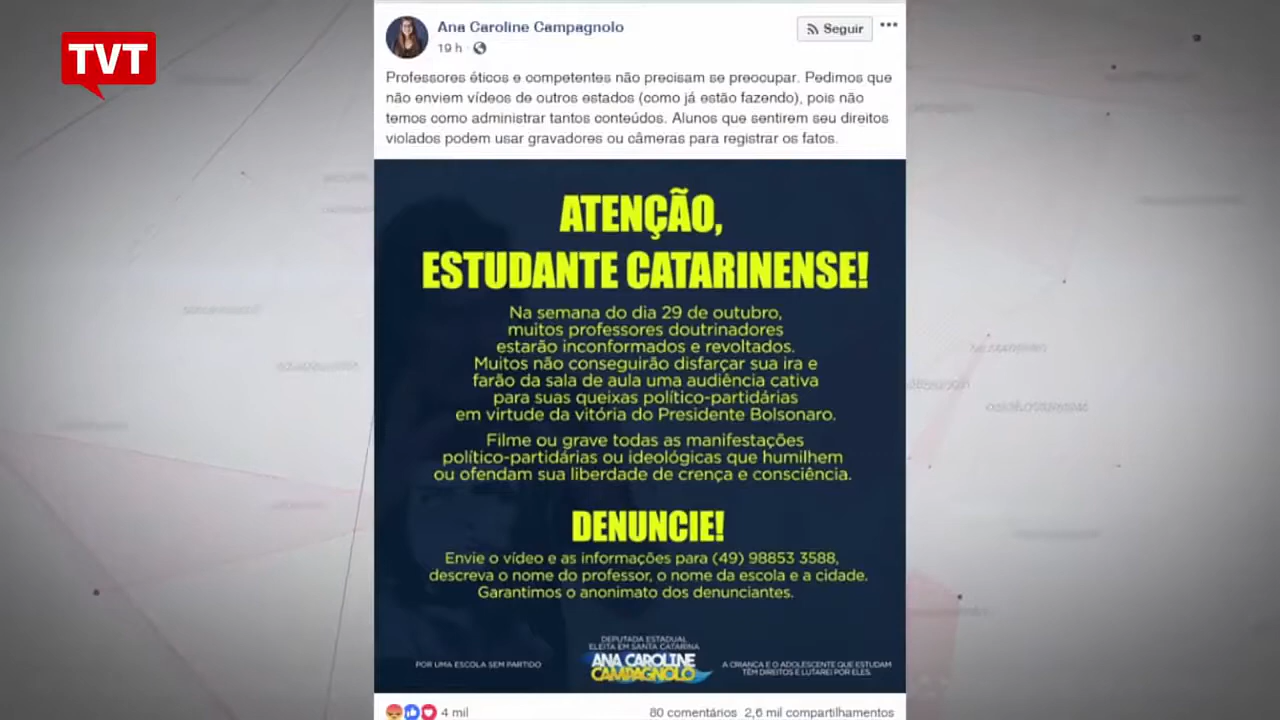 TVT
Ana Caroline Campagnolo
19 h
Seguir
Professores éticos e competentes não precisam se preocupar. Pedimos que
não enviem vídeos de outros estados (como já estão fazendo), pois não
temos como administrar tantos conteúdos. Alunos que sentirem seu direitos
violados podem usar gravadores ou câmeras para registrar os fatos.
ATENÇÃO,
ESTUDANTE CATARINENSE!
Na semana do dia 29 de outubro,
muitos professores doutrinadores
estarão inconformados e revoltados.
Muitos não conseguirão disfarçar sua ira e
farão da sala de aula uma audiência cativa
para suas queixas político-partidárias
em virtude da vitória do Presidente Bolsonaro.
Filme ou grave todas as manifestações
político-partidárias ou ideológicas que humilhem
ou ofendam sua liberdade de crença e consciência.
DENUNCIE!
Envie o vídeo e as informações para (49) 98853 3588,
descreva o nome do professor, o nome da escola e a cidade.
Garantimos o anonimato dos denunciantes.
POR UMA ESCOLA SEM PARTIDO
DEPUTADA ESTADUAL
ELEITA EM SANTA CATARINA
ANA CAROLINE
CAMPAGNOLO
A CRIANÇA E O ADOLESCENTE QUE ESTUDAM
TÊM DIREITOS E LUTAREI POR ELES.
4 mil
80 comentários 2,6 mil compartilhamentos